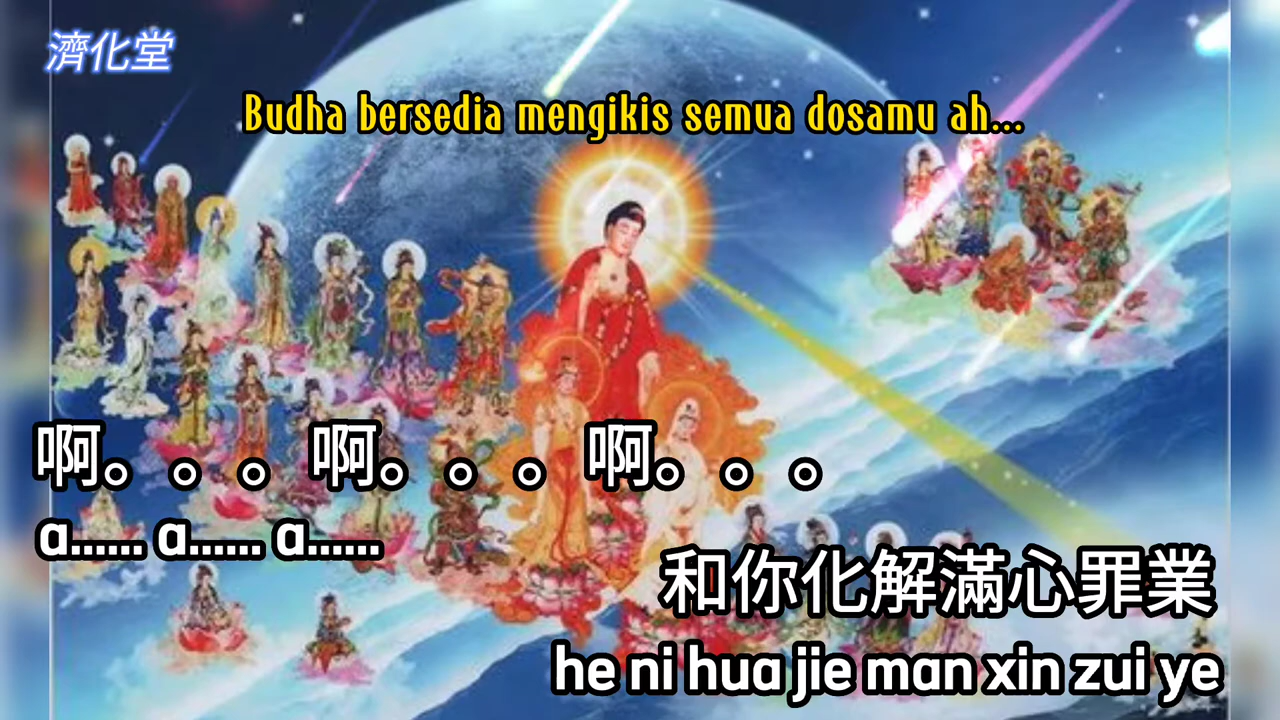 濟化堂
Budha bersedia mengikis semua dosamu ah...
啊。。。啊。。。啊。。。
a...... a...... a......
和你化解滿心罪業
he ni hua jie man xin zui ye